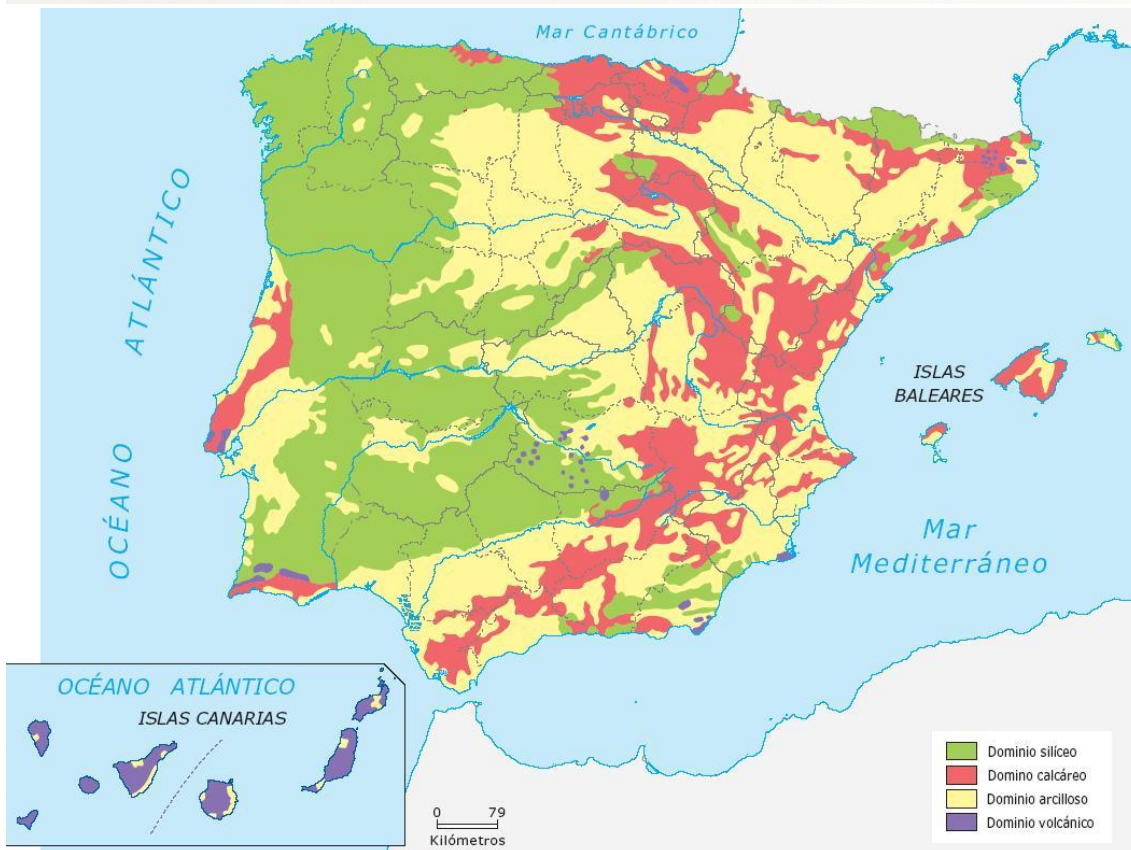 Mar Cantábrico
OCÉANO ATLÁNTICO
ISLAS
BALEARES
Mar
Mediterráneo
OCÉANO ATLÁNTICO
ISLAS CANARIAS
0 79
Kilómetros
Dominio silíceo
Domino calcáreo
Dominio arcilloso
Dominio volcánico